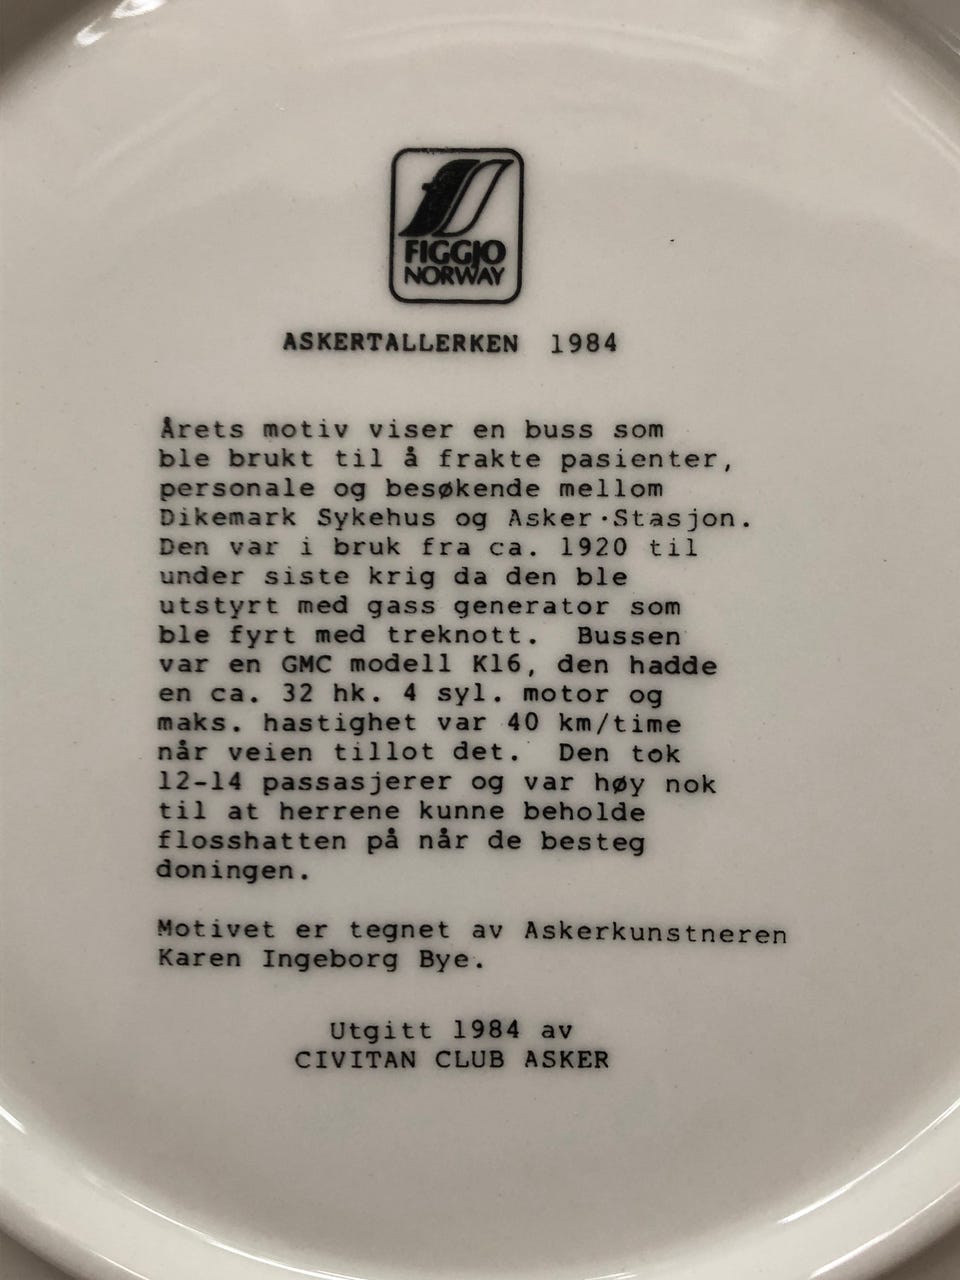 FIGGJO
NORWAY
ASKERTALLERKEN 1984
Årets motiv viser en buss som
ble brukt til å frakte pasienter,
personale og besøkende mellom
Dikemark Sykehus og Asker Stasjon.
Den var i bruk fra ca. 1920 til
under siste krig da den ble
utstyrt med gass generator som
ble fyrt med treknott. Bussen
var en GMC modell K16, den hadde
en ca. 32 hk. 4 syl. motor og
maks. hastighet var 40 km/time
når veien tillot det. Den tok
12-14 passasjerer og var høy nok
til at herrene kunne beholde
flosshatten på når de besteg
doningen.
Motivet er tegnet av Askerkunstneren
Karen Ingeborg Bye.
Utgitt 1984 av
CIVITAN CLUB ASKER